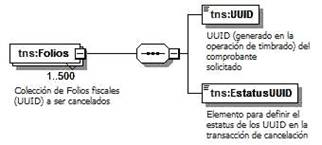 tns:Folios
1..500
Colección de Folios fiscales
(UUID) a ser cancelados
tns:UUID
UUID (generado en la
operación de timbrado) del
comprobante
solicitado
tns:EstatusUUID
Elemento para definir el
estatus de los UUID en la
transacción de cancelación